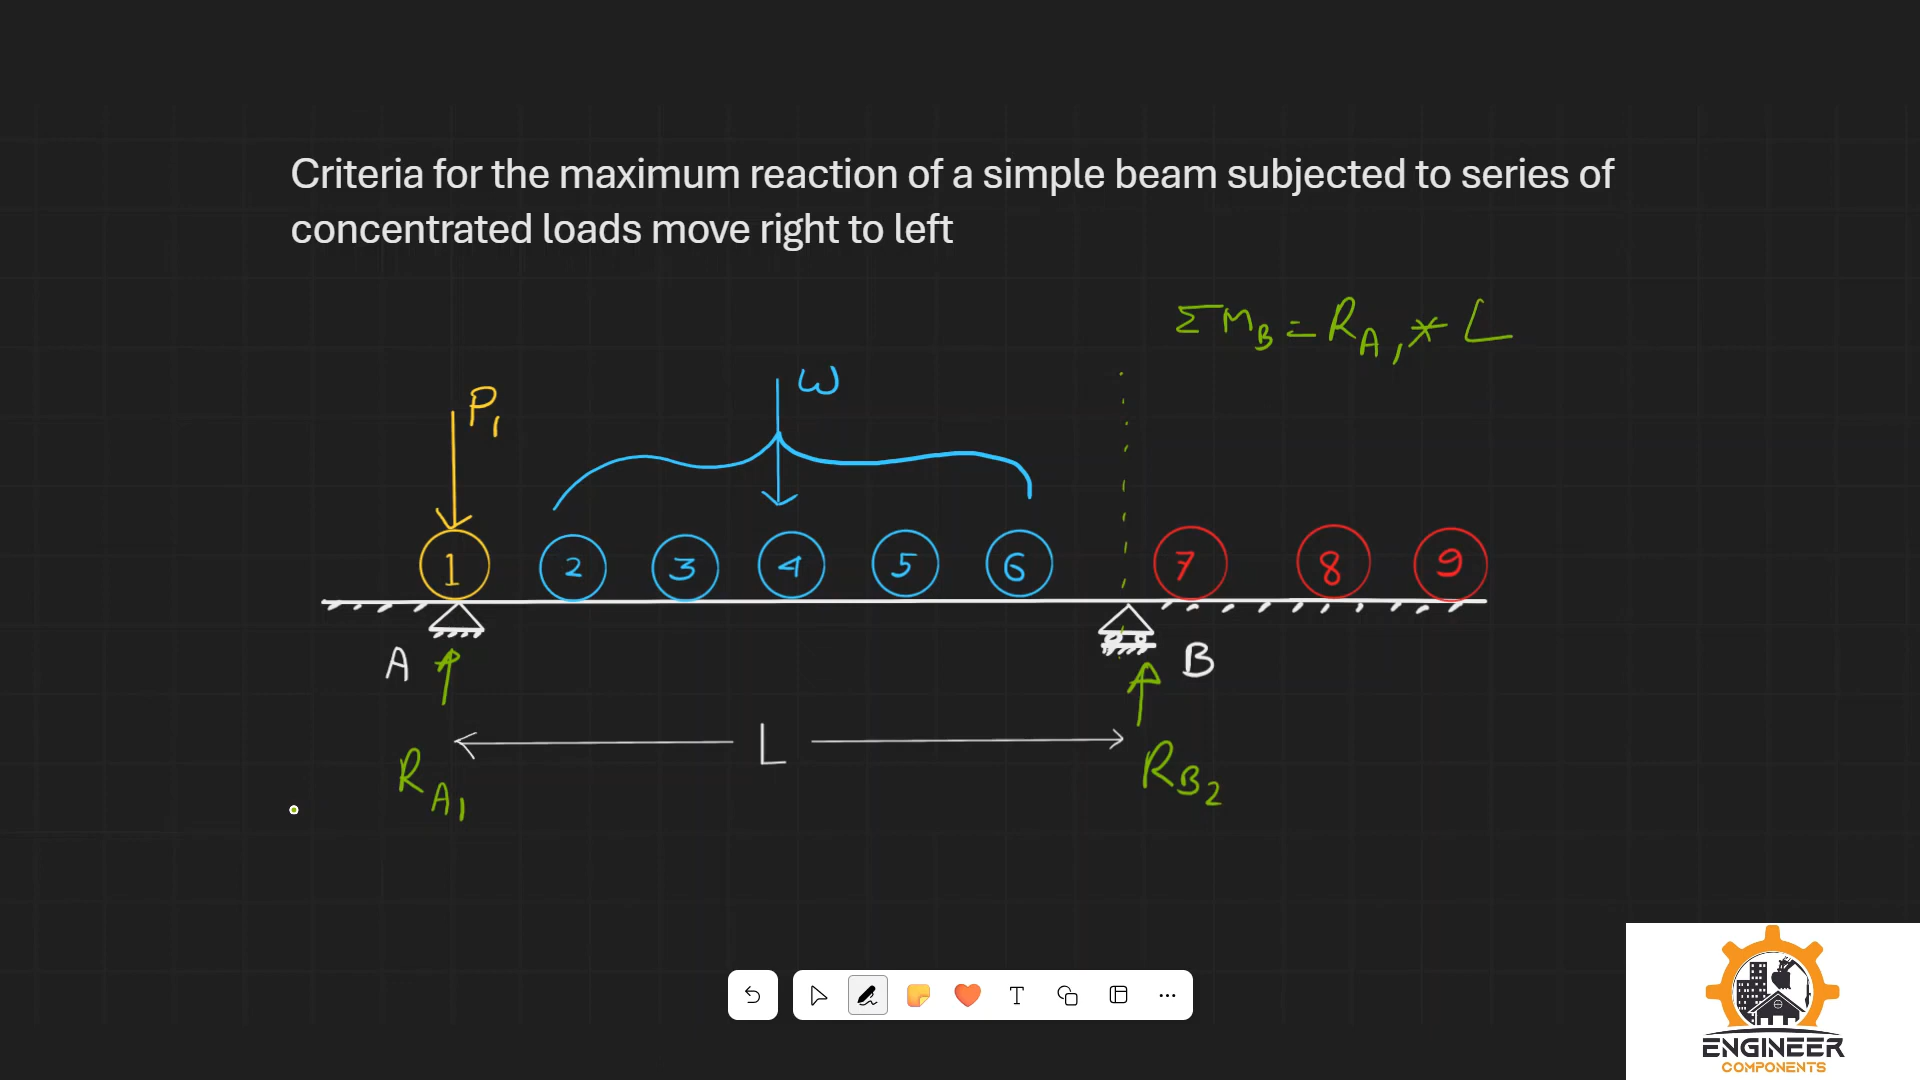 Criteria for the maximum reaction of a simple beam subjected to series of
concentrated loads move right to left
ΣM_B = R_A₁ * L
P₁
W
1 2 3 4 5 6 7 8 9
A
B
L
R_A₁
R_B₂
T
ENGINEER
COMPONENTS